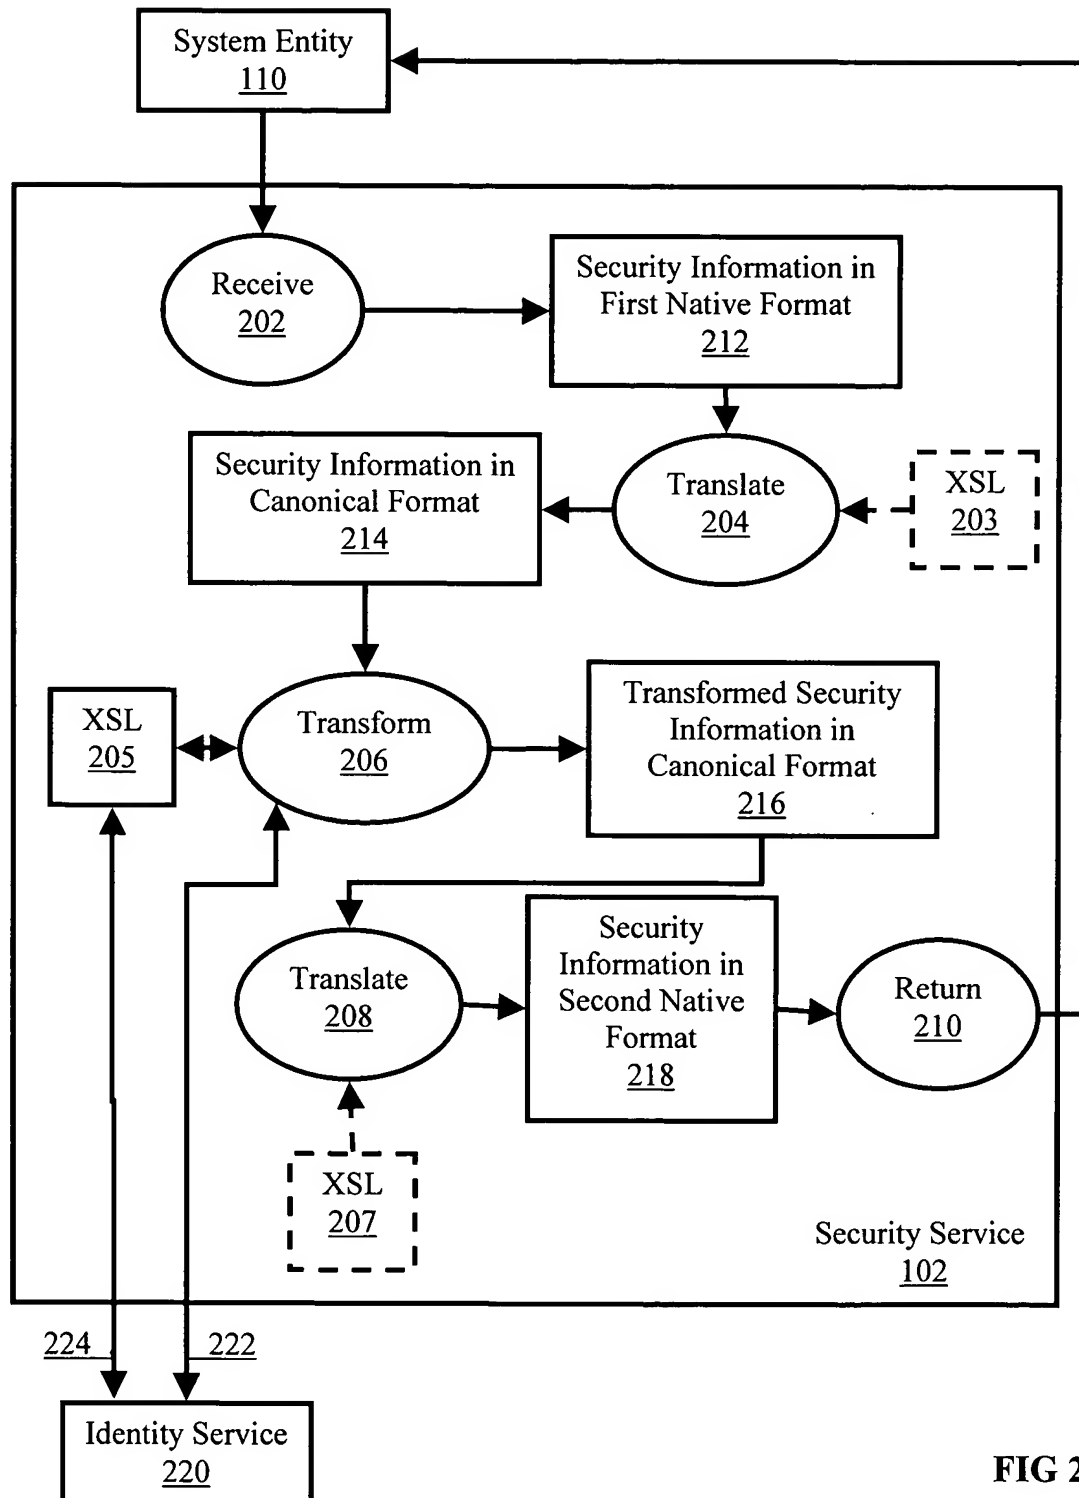 System Entity
110
Receive
202
Security Information in
First Native Format
212
Security Information in
Canonical Format
214
Translate
204
XSL
203
XSL
205
Transform
206
Transformed Security
Information in
Canonical Format
216
Translate
208
Security
Information in
Second Native
Format
218
Return
210
XSL
207
Security Service
102
224
222
Identity Service
220
FIG 2